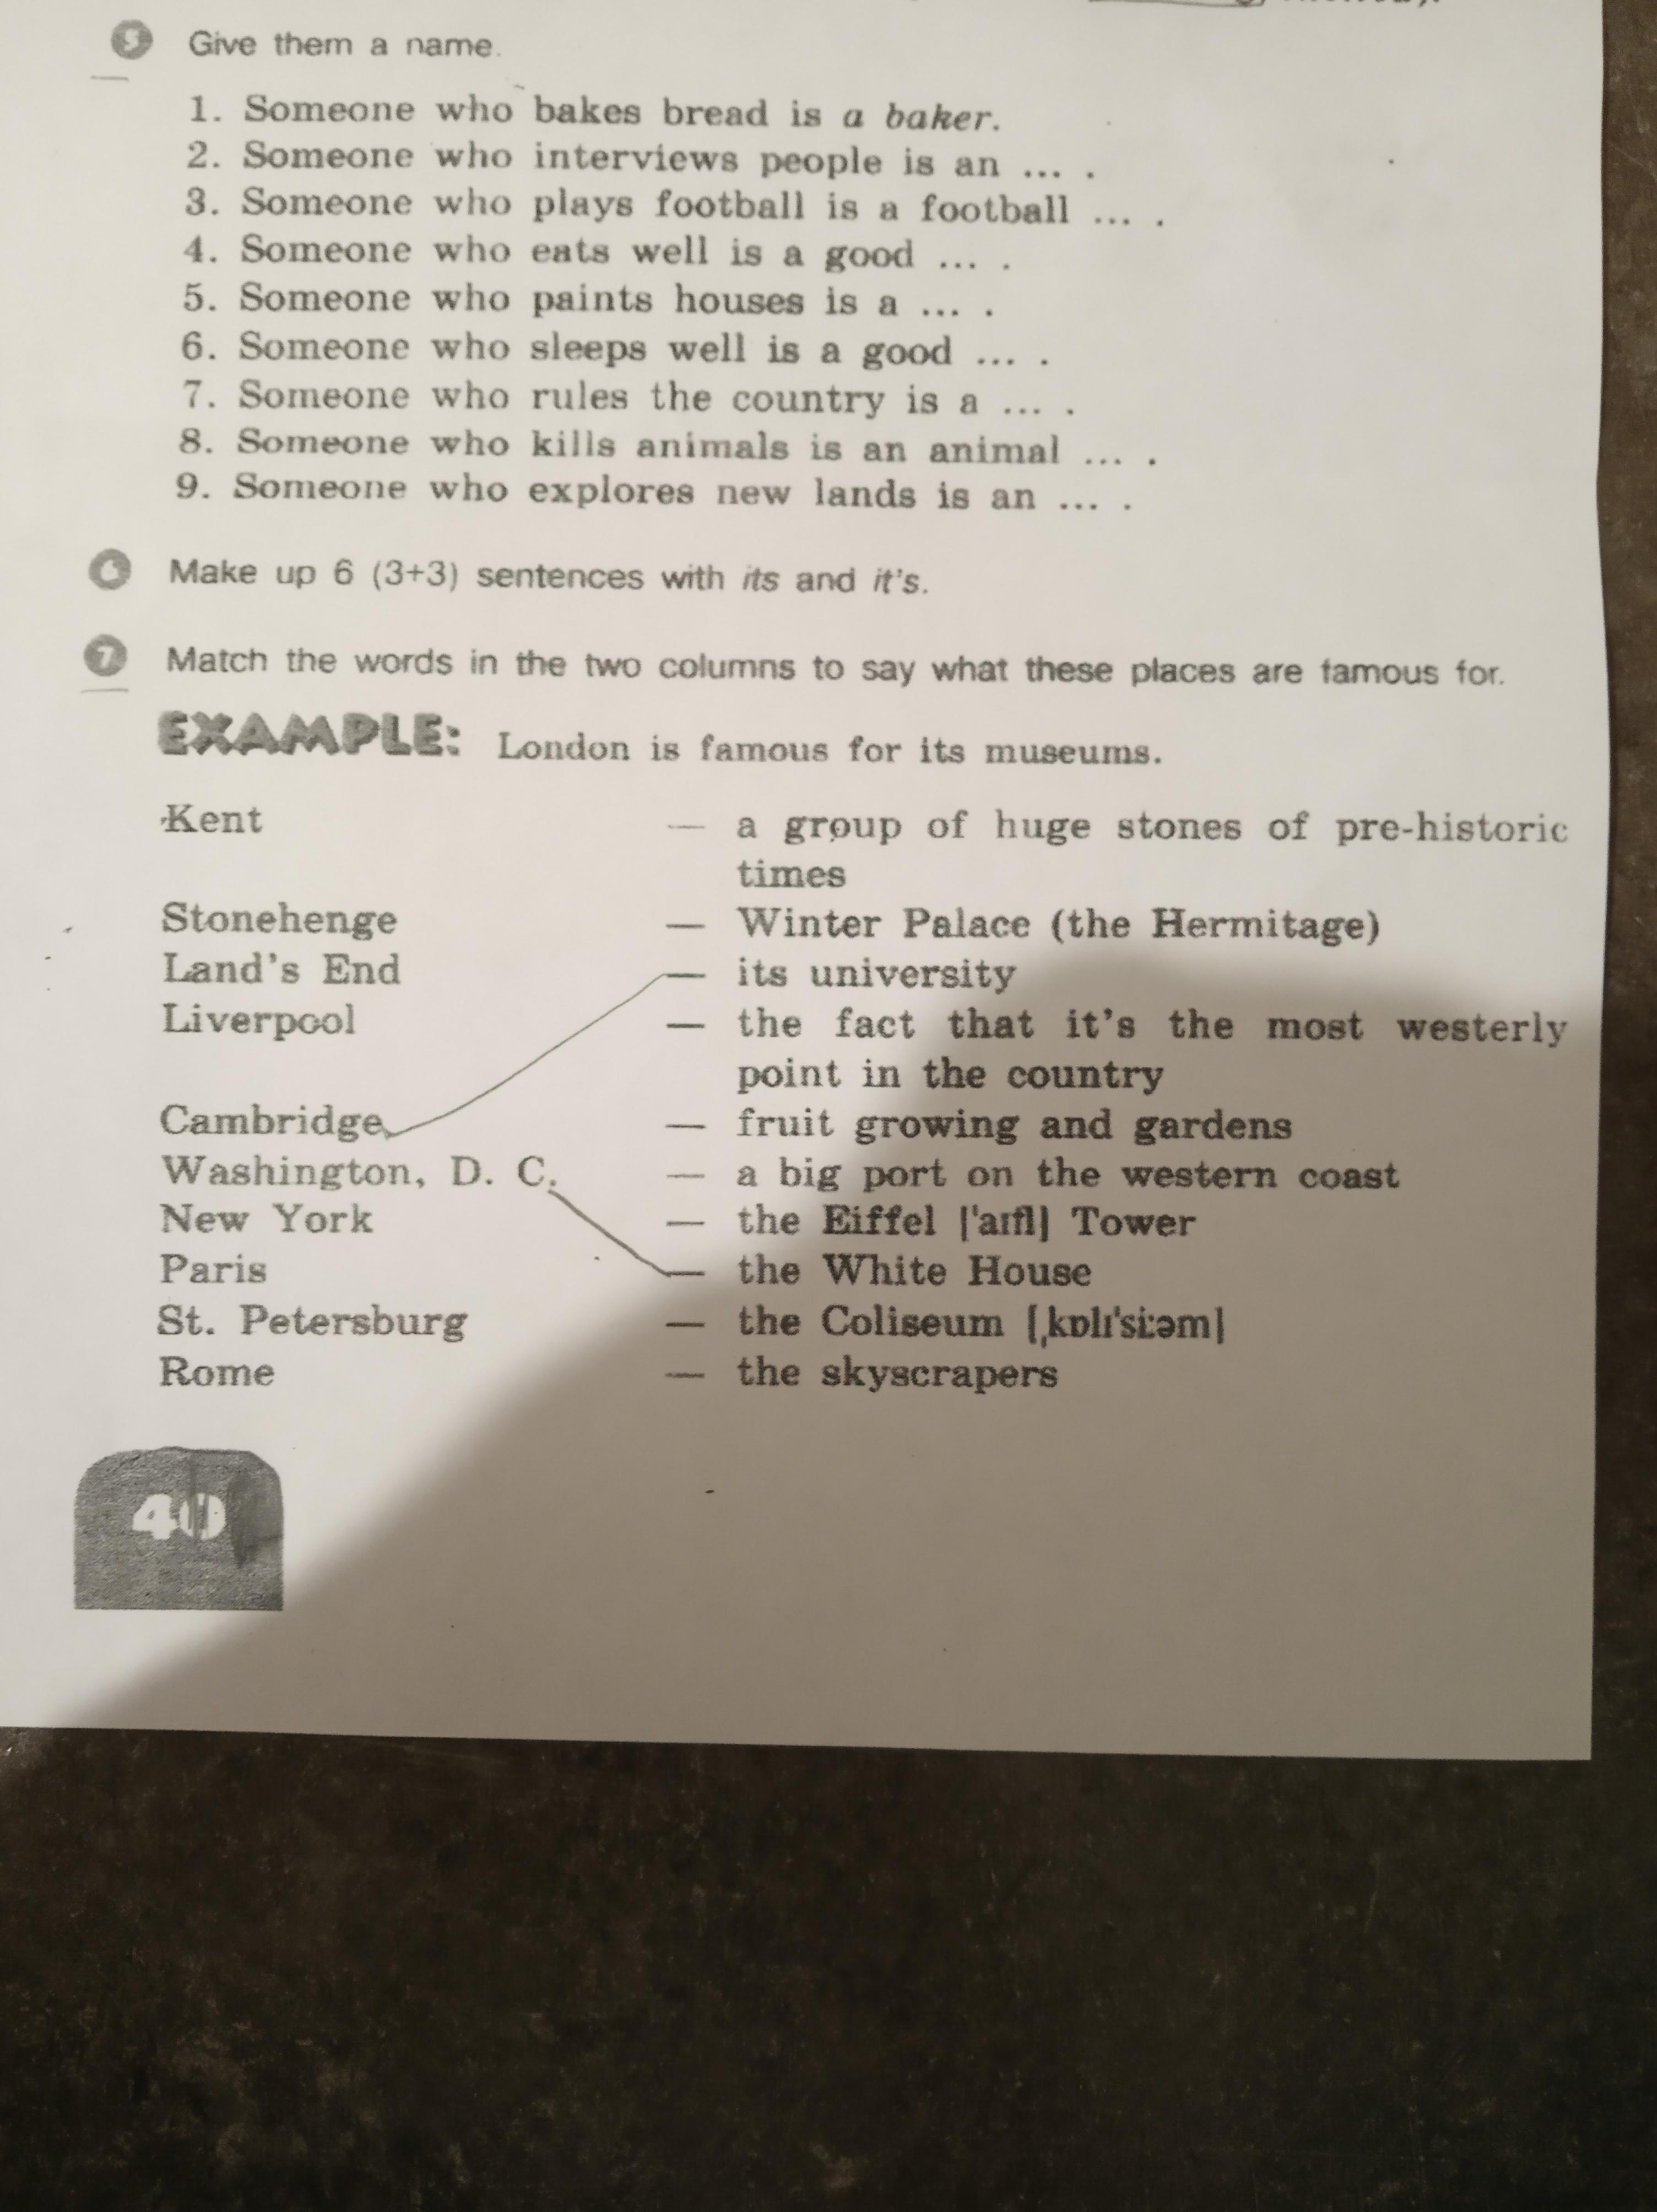 5 Give them a name.
1. Someone who bakes bread is a baker.
2. Someone who interviews people is an ... .
3. Someone who plays football is a football ... .
4. Someone who eats well is a good ... .
5. Someone who paints houses is a ... .
6. Someone who sleeps well is a good ... .
7. Someone who rules the country is a ... .
8. Someone who kills animals is an animal ... .
9. Someone who explores new lands is an ... .
6 Make up 6 (3+3) sentences with its and it's.
7 Match the words in the two columns to say what these places are famous for.
EXAMPLE: London is famous for its museums.
Kent — a group of huge stones of pre-historic
times
Stonehenge — Winter Palace (the Hermitage)
Land's End — its university
Liverpool — the fact that it's the most westerly
point in the country
Cambridge — fruit growing and gardens
Washington, D. C. — a big port on the western coast
New York — the Eiffel ['aɪfl] Tower
Paris — the White House
St. Petersburg — the Coliseum [ˌkɒlɪ'si:əm]
Rome — the skyscrapers
40